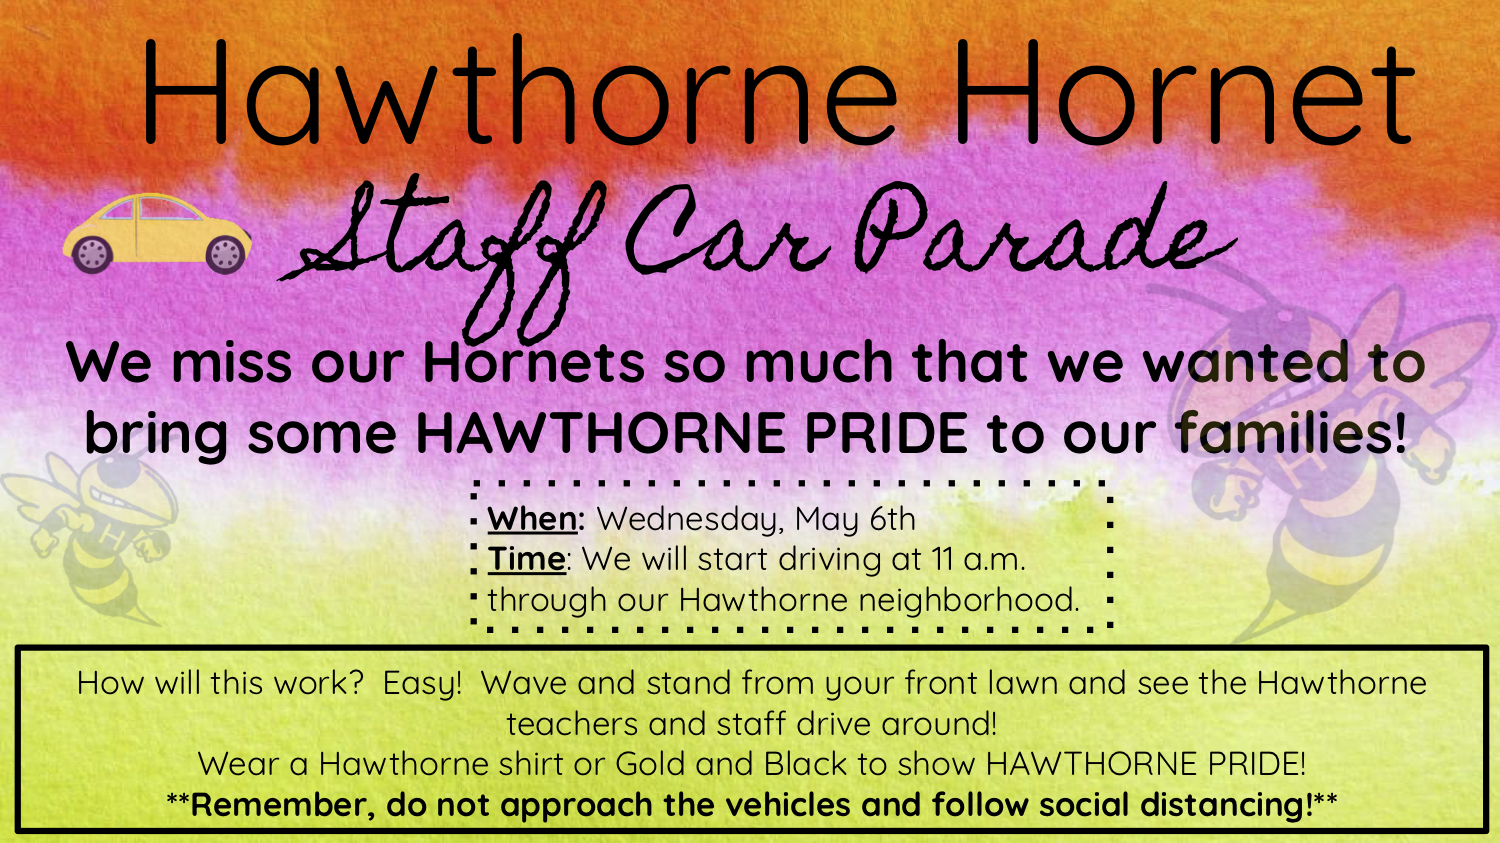 Hawthorne Hornet
Staff Car Parade
We miss our Hornets so much that we wanted to
bring some HAWTHORNE PRIDE to our families!
When: Wednesday, May 6th
Time: We will start driving at 11 a.m.
through our Hawthorne neighborhood.
How will this work?  Easy!  Wave and stand from your front lawn and see the Hawthorne
teachers and staff drive around!
Wear a Hawthorne shirt or Gold and Black to show HAWTHORNE PRIDE!
**Remember, do not approach the vehicles and follow social distancing!**
H
H